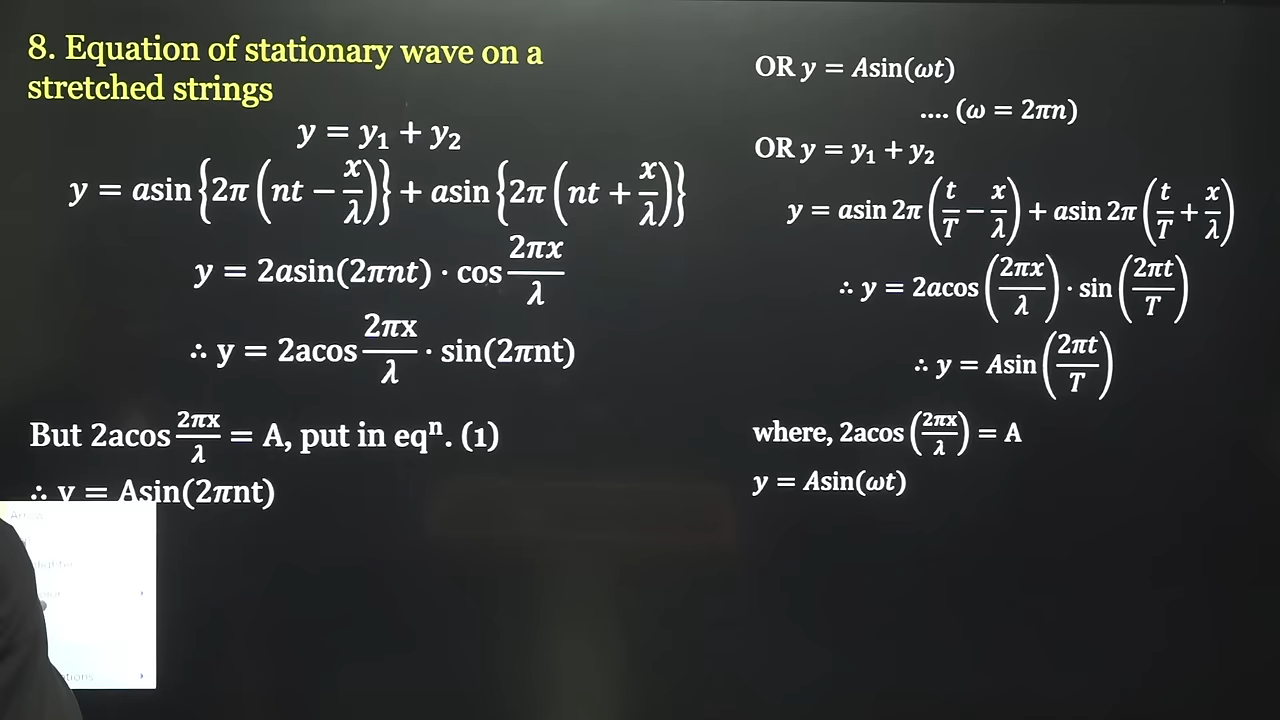 8. Equation of stationary wave on a
stretched strings
y = y₁ + y₂
y = asin{2π(nt − x/λ)} + asin{2π(nt + x/λ)}
y = 2asin(2πnt) · cos 2πx/λ
∴ y = 2acos 2πx/λ · sin(2πnt)
But 2acos 2πx/λ = A, put in eqⁿ. (1)
∴ y = Asin(2πnt)
OR y = Asin(ωt)
.... (ω = 2πn)
OR y = y₁ + y₂
y = asin 2π(t/T − x/λ) + asin 2π(t/T + x/λ)
∴ y = 2acos(2πx/λ) · sin(2πt/T)
∴ y = Asin(2πt/T)
where, 2acos(2πx/λ) = A
y = Asin(ωt)